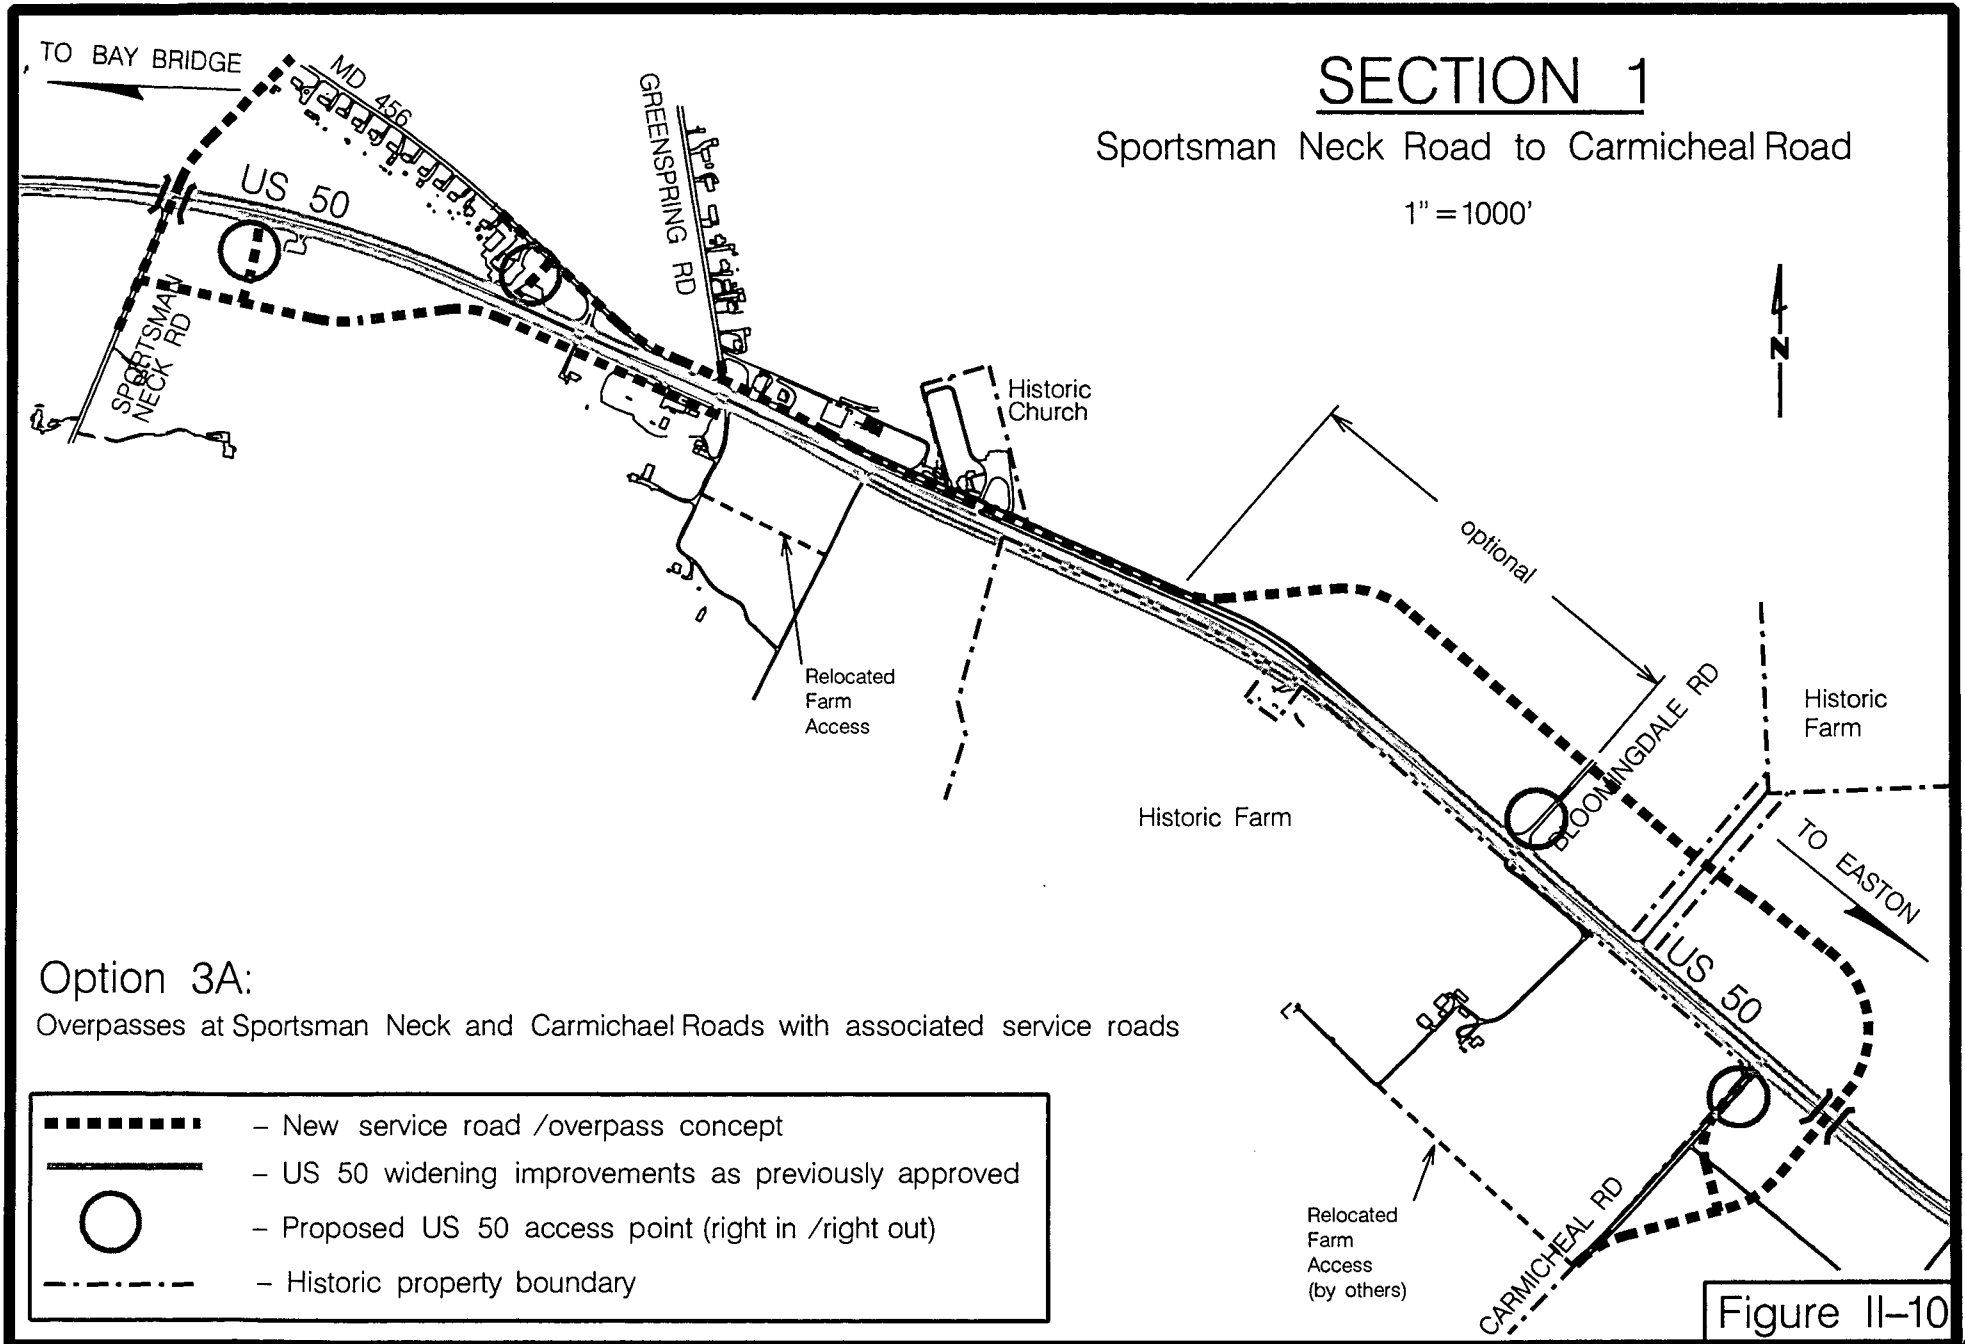 TO BAY BRIDGE
MD 456
GREENSPRING RD
US 50
SPORTSMAN
NECK RD
SECTION 1
Sportsman Neck Road to Carmicheal Road
1"=1000'
N
Historic
Church
optional
Relocated
Farm
Access
BLOOMINGDALE RD
Historic
Farm
Historic Farm
TO EASTON
US 50
Option 3A:
Overpasses at Sportsman Neck and Carmichael Roads with associated service roads
– New service road /overpass concept
– US 50 widening improvements as previously approved
– Proposed US 50 access point (right in /right out)
– Historic property boundary
Relocated
Farm
Access
(by others)
CARMICHEAL RD
Figure II–10